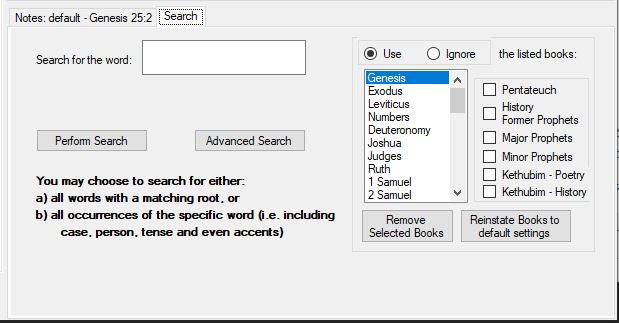 Notes: default - Genesis 25:2
Search
Search for the word:
Perform Search
Advanced Search
You may choose to search for either:
a) all words with a matching root, or
b) all occurrences of the specific word (i.e. including
case, person, tense and even accents)
Use
Ignore
the listed books:
Genesis
Exodus
Leviticus
Numbers
Deuteronomy
Joshua
Judges
Ruth
1 Samuel
2 Samuel
Pentateuch
History
Former Prophets
Major Prophets
Minor Prophets
Kethubim - Poetry
Kethubim - History
Remove
Selected Books
Reinstate Books to
default settings